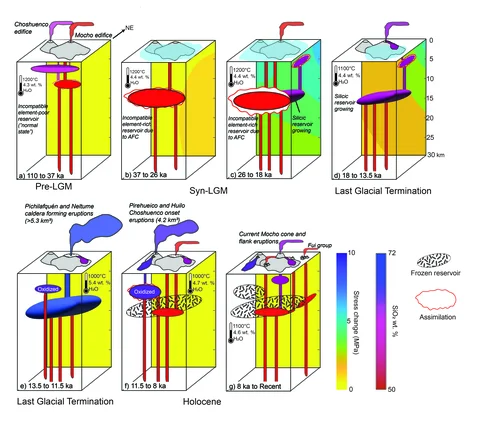 Choshuenco
edifice
Mocho edifice
NE
1200°C
4.3 wt. %
H₂O
Incompatible
element-poor
reservoir
('normal
state')
a) 110 to 37 ka
Pre-LGM
1200°C
4.4 wt. %
H₂O
Incompatible
element-rich
reservoir due
to AFC
b) 37 to 26 ka
1200°C
4.4 wt. %
H₂O
Incompatible
element-rich
reservoir
due to AFC
Silicic
reservoir
growing
c) 26 to 18 ka
Syn-LGM
1100°C
4.4 wt. %
H₂O
Silicic
reservoir
growing
d) 18 to 13.5 ka
0
5
10
15
20
25
30 km
Last Glacial Termination
Pichilafquén and Neltume
caldera forming eruptions
(>5.3 km³)
Oxidized
1000°C
5.4 wt. %
H₂O
e) 13.5 to 11.5 ka
Last Glacial Termination
Pirehueico and Huilo
Choshuenco onset
eruptions (4.2 km³)
Oxidized
1000°C
4.7 wt. %
H₂O
f) 11.5 to 8 ka
Current Mocho cone and
flank eruptions
Fui group
1100°C
4.6 wt. %
H₂O
g) 8 ka to Recent
Holocene
10
5
0
Stress change (MPa)
72
50
SiO₂ wt. %
Frozen reservoir
Assimilation